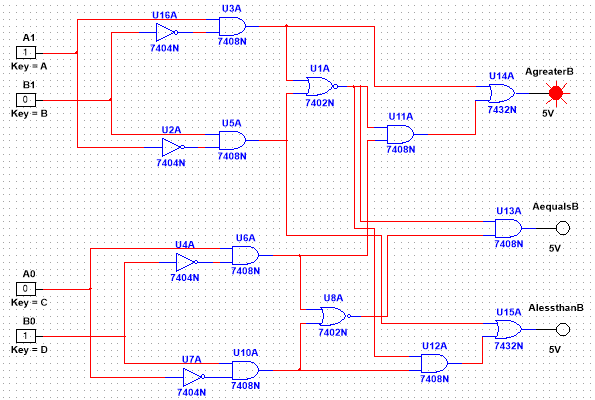 A1
1
Key = A
B1
0
Key = B
U16A
7404N
U3A
7408N
U2A
7404N
U5A
7408N
U1A
7402N
U11A
7408N
U14A
7432N
AgreaterB
5V
A0
0
Key = C
B0
1
Key = D
U4A
7404N
U6A
7408N
U7A
7404N
U10A
7408N
U8A
7402N
U12A
7408N
U13A
7408N
AequalsB
5V
U15A
7432N
AlessthanB
5V